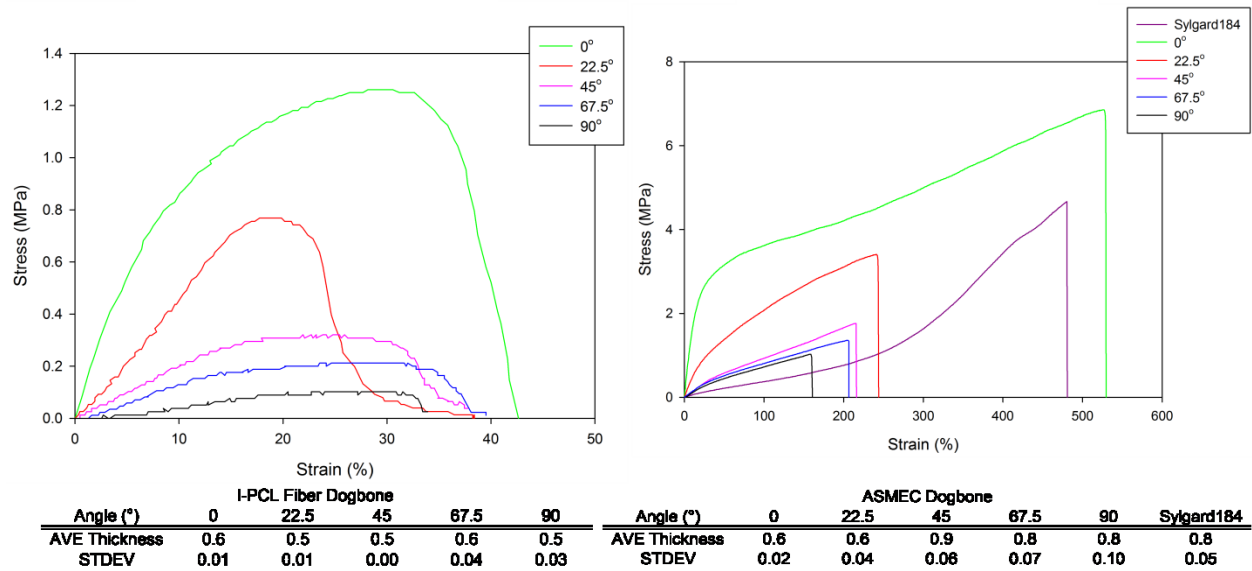 0°
22.5°
45°
67.5°
90°
1.4
1.2
1.0
0.8
0.6
0.4
0.2
0.0
Stress (MPa)
0 10 20 30 40 50
Strain (%)
Sylgard184
0°
22.5°
45°
67.5°
90°
8
6
4
2
0
Stress (MPa)
0 100 200 300 400 500 600
Strain (%)
I-PCL Fiber Dogbone
Angle (°) 0 22.5 45 67.5 90
AVE Thickness 0.6 0.5 0.5 0.6 0.5
STDEV 0.01 0.01 0.00 0.04 0.03
ASMEC Dogbone
Angle (°) 0 22.5 45 67.5 90 Sylgard184
AVE Thickness 0.6 0.6 0.9 0.8 0.8 0.8
STDEV 0.02 0.04 0.06 0.07 0.10 0.05